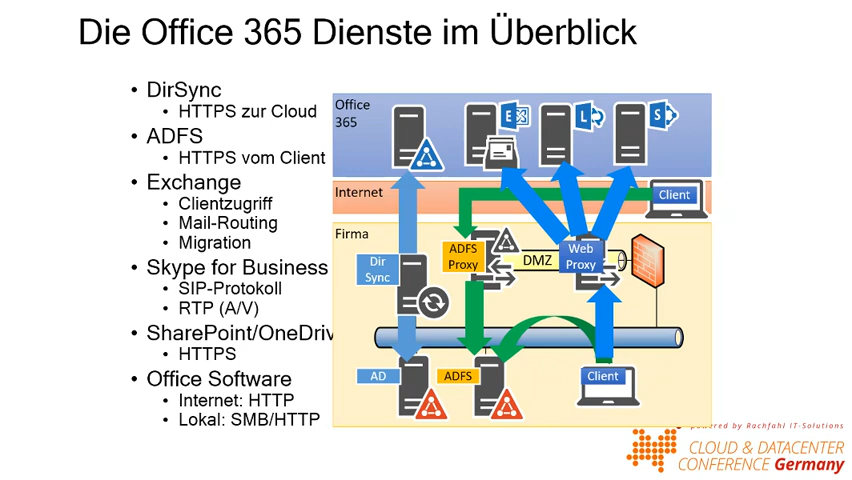 Die Office 365 Dienste im Überblick
• DirSync
• HTTPS zur Cloud
• ADFS
• HTTPS vom Client
• Exchange
• Clientzugriff
• Mail-Routing
• Migration
• Skype for Business
• SIP-Protokoll
• RTP (A/V)
• SharePoint/OneDriv
• HTTPS
• Office Software
• Internet: HTTP
• Lokal: SMB/HTTP
Office
365
E
L
S
Internet
Client
Firma
Dir
Sync
ADFS
Proxy
DMZ
Web
Proxy
AD
ADFS
Client
powered by Rachfahl IT-Solutions
CLOUD & DATACENTER
CONFERENCE Germany